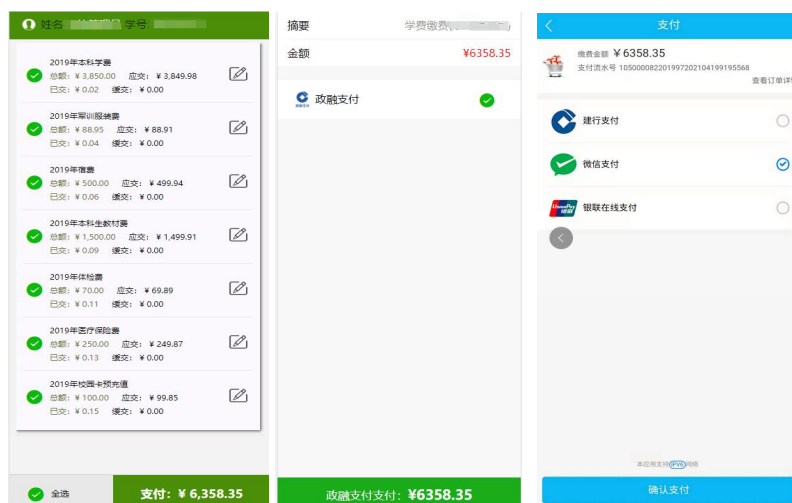 姓名 学号:
2019年本科学费
总额: ¥ 3,850.00 应交: ¥ 3,849.98
已交: ¥ 0.02 缓交: ¥ 0.00
2019年军训服装费
总额: ¥ 88.95 应交: ¥ 88.91
已交: ¥ 0.04 缓交: ¥ 0.00
2019年宿费
总额: ¥ 500.00 应交: ¥ 499.94
已交: ¥ 0.06 缓交: ¥ 0.00
2019年本科生教材费
总额: ¥ 1,500.00 应交: ¥ 1,499.91
已交: ¥ 0.09 缓交: ¥ 0.00
2019年体检费
总额: ¥ 70.00 应交: ¥ 69.89
已交: ¥ 0.11 缓交: ¥ 0.00
2019年医疗保险费
总额: ¥ 250.00 应交: ¥ 249.87
已交: ¥ 0.13 缓交: ¥ 0.00
2019年校园卡预充值
总额: ¥ 100.00 应交: ¥ 99.85
已交: ¥ 0.15 缓交: ¥ 0.00
全选 支付: ¥ 6,358.35
摘要 学费缴费(
金额 ¥6358.35
政融支付
政融支付支付: ¥6358.35
支付
缴费金额 ¥6358.35
支付流水号 1050000822019972021041991955​68
查看订单详
建行支付
微信支付
UnionPay 银联 银联在线支付
本应用支持IPV6网络
确认支付